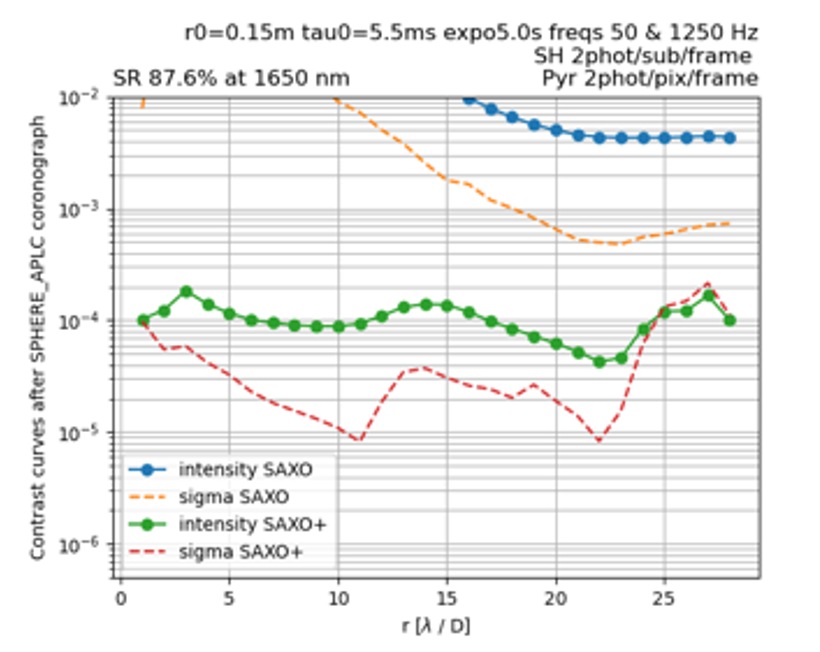 r0=0.15m tau0=5.5ms expo5.0s freqs 50 & 1250 Hz
SH 2phot/sub/frame
SR 87.6% at 1650 nm
Pyr 2phot/pix/frame
Contrast curves after SPHERE_APLC coronograph
10⁻²
10⁻³
10⁻⁴
10⁻⁵
10⁻⁶
intensity SAXO
sigma SAXO
intensity SAXO+
sigma SAXO+
0 5 10 15 20 25
r [λ / D]